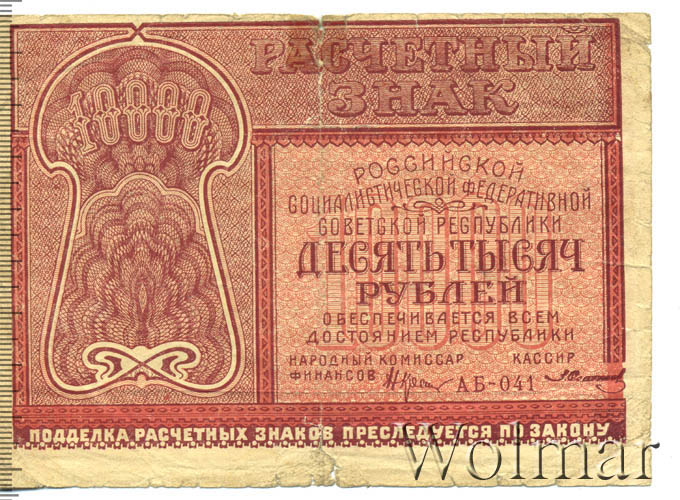 10000
РАСЧЕТНЫЙ
ЗНАК
РОССИЙСКОЙ
СОЦИАЛИСТИЧЕСКОЙ ФЕДЕРАТИВНОЙ
СОВЕТСКОЙ РЕСПУБЛИКИ
ДЕСЯТЬ ТЫСЯЧ
РУБЛЕЙ
ОБЕСПЕЧИВАЕТСЯ ВСЕМ
ДОСТОЯНИЕМ РЕСПУБЛИКИ
НАРОДНЫЙ КОМИССАР КАССИР
ФИНАНСОВ АБ-041
ПОДДЕЛКА РАСЧЕТНЫХ ЗНАКОВ ПРЕСЛЕДУЕТСЯ ПО ЗАКОНУ
Wolmar